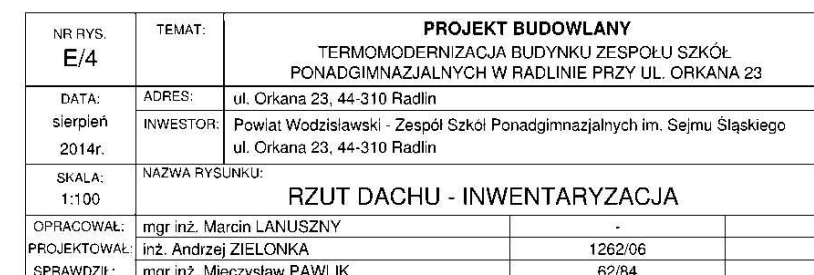 NR RYS.
E/4
TEMAT:
PROJEKT BUDOWLANY
TERMOMODERNIZACJA BUDYNKU ZESPOŁU SZKÓŁ
PONADGIMNAZJALNYCH W RADLINIE PRZY UL. ORKANA 23
DATA:
sierpień
2014r.
ADRES: ul. Orkana 23, 44-310 Radlin
INWESTOR: Powiat Wodzisławski - Zespół Szkół Ponadgimnazjalnych im. Sejmu Śląskiego
ul. Orkana 23, 44-310 Radlin
SKALA:
1:100
NAZWA RYSUNKU:
RZUT DACHU - INWENTARYZACJA
OPRACOWAŁ: mgr inż. Marcin LANUSZNY -
PROJEKTOWAŁ: inż. Andrzej ZIELONKA 1262/06
SPRAWDZIŁ: mgr inż. Mieczysław PAWLIK 62/84